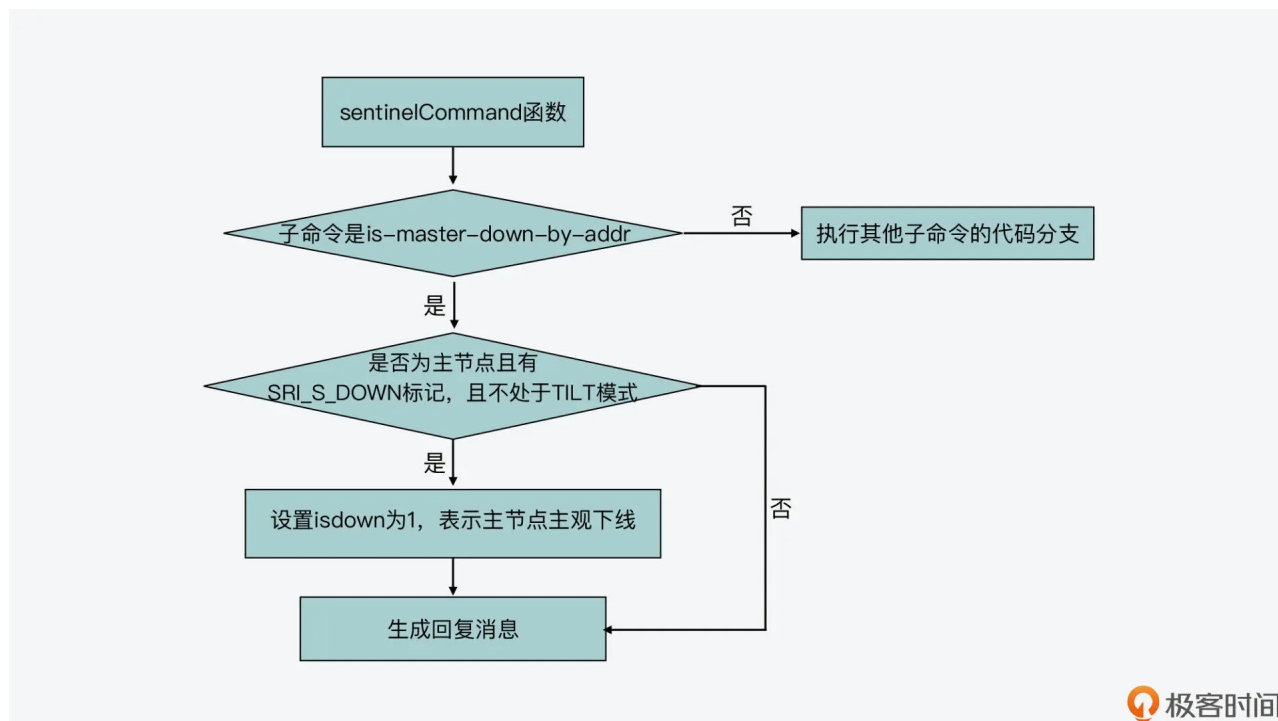 sentinelCommand函数
子命令是is-master-down-by-addr
否
执行其他子命令的代码分支
是
是否为主节点且有
SRI_S_DOWN标记，且不处于TILT模式
是
设置isdown为1，表示主节点主观下线
否
生成回复消息
极客时间